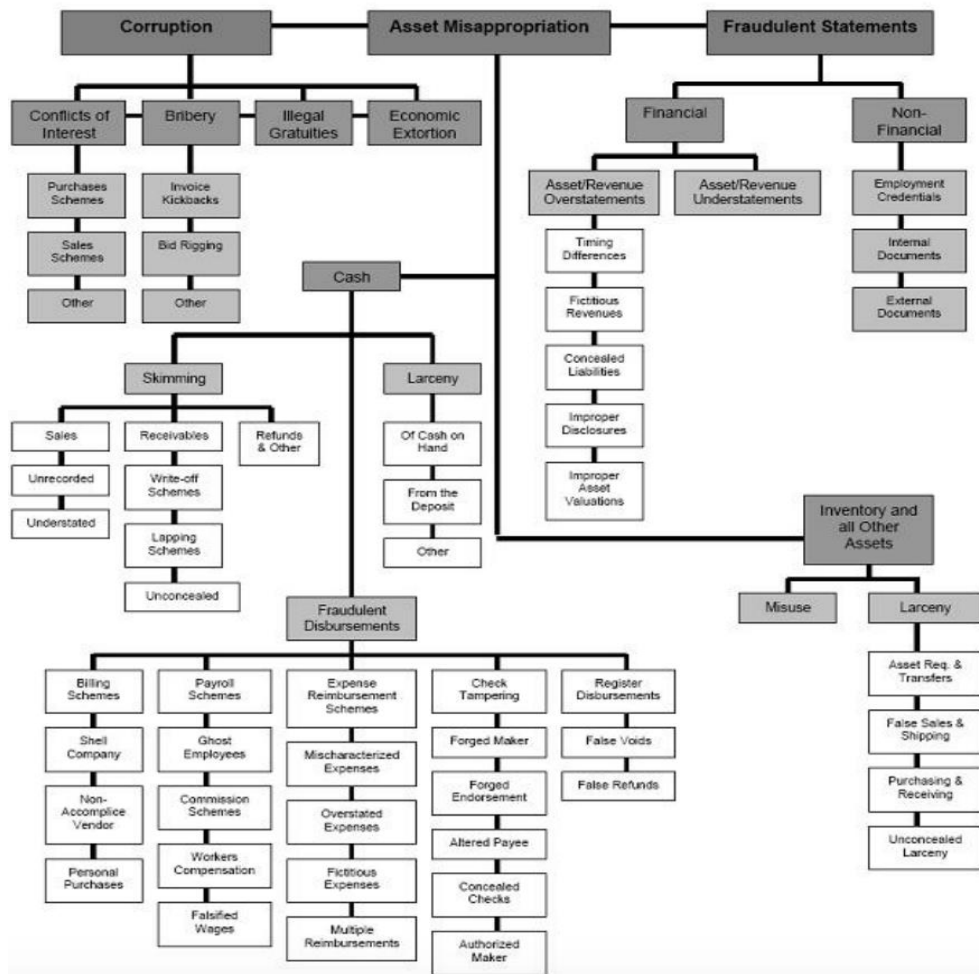 Corruption
Asset Misappropriation
Fraudulent Statements
Conflicts of
Interest
Bribery
Illegal
Gratuities
Economic
Extortion
Financial
Non-
Financial
Purchases
Schemes
Sales
Schemes
Other
Invoice
Kickbacks
Bid Rigging
Other
Asset/Revenue
Overstatements
Asset/Revenue
Understatements
Employment
Credentials
Internal
Documents
External
Documents
Timing
Differences
Fictitious
Revenues
Concealed
Liabilities
Improper
Disclosures
Improper
Asset
Valuations
Cash
Skimming
Larceny
Sales
Unrecorded
Understated
Receivables
Write-off
Schemes
Lapping
Schemes
Unconcealed
Refunds
& Other
Of Cash on
Hand
From the
Deposit
Other
Inventory and
all Other
Assets
Misuse
Larceny
Asset Req. &
Transfers
False Sales &
Shipping
Purchasing &
Receiving
Unconcealed
Larceny
Fraudulent
Disbursements
Billing
Schemes
Shell
Company
Non-
Accomplice
Vendor
Personal
Purchases
Payroll
Schemes
Ghost
Employees
Commission
Schemes
Workers
Compensation
Falsified
Wages
Expense
Reimbursement
Schemes
Mischaracterized
Expenses
Overstated
Expenses
Fictitious
Expenses
Multiple
Reimbursements
Check
Tampering
Forged Maker
Forged
Endorsement
Altered Payee
Concealed
Checks
Authorized
Maker
Register
Disbursements
False Voids
False Refunds